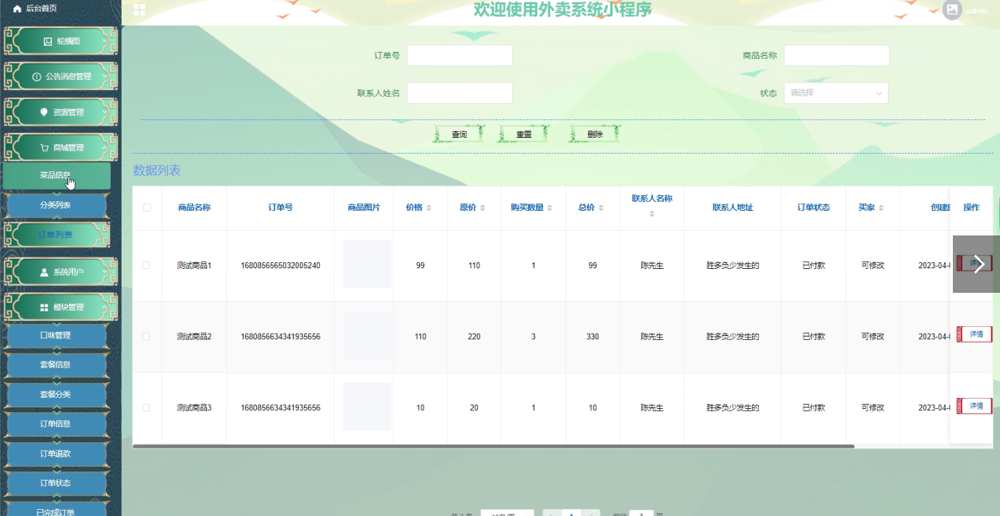 后台首页
欢迎使用外卖系统小程序
admin
轮播图
公告消息管理
资源管理
商城管理
菜品信息
分类列表
订单列表
系统用户
模块管理
口味管理
套餐信息
套餐分类
订单信息
订单退款
订单状态
已完成订单
订单号
商品名称
联系人姓名
状态 请选择
查询 重置 删除
数据列表
商品名称 订单号 商品图片 价格 原价 购买数量 总价 联系人名称 联系人地址 订单状态 买家 创建 操作
测试商品1 1680856565032005240 99 110 1 99 陈先生 胜多负少发生的 已付款 可修改 2023-04-0
测试商品2 1680856634341935656 110 220 3 330 陈先生 胜多负少发生的 已付款 可修改 2023-04-0 详情
测试商品3 1680856634341935656 10 20 1 10 陈先生 胜多负少发生的 已付款 可修改 2023-04-0 详情